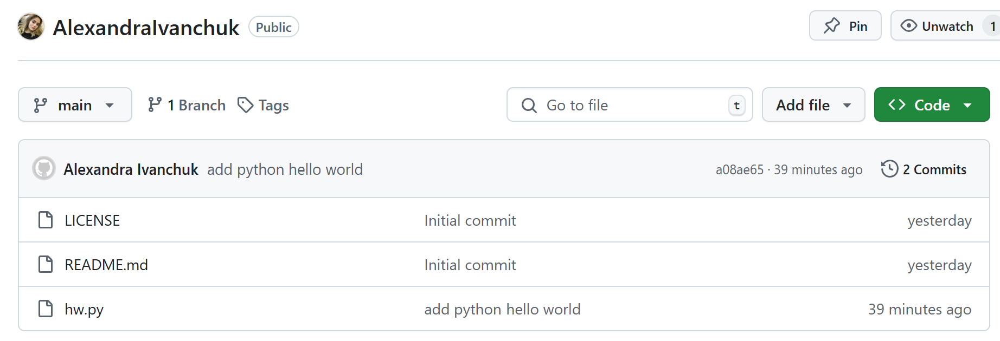 AlexandraIvanchuk Public Pin Unwatch 1
main 1 Branch Tags Go to file t Add file Code
Alexandra Ivanchuk add python hello world a08ae65 · 39 minutes ago 2 Commits
LICENSE Initial commit yesterday
README.md Initial commit yesterday
hw.py add python hello world 39 minutes ago